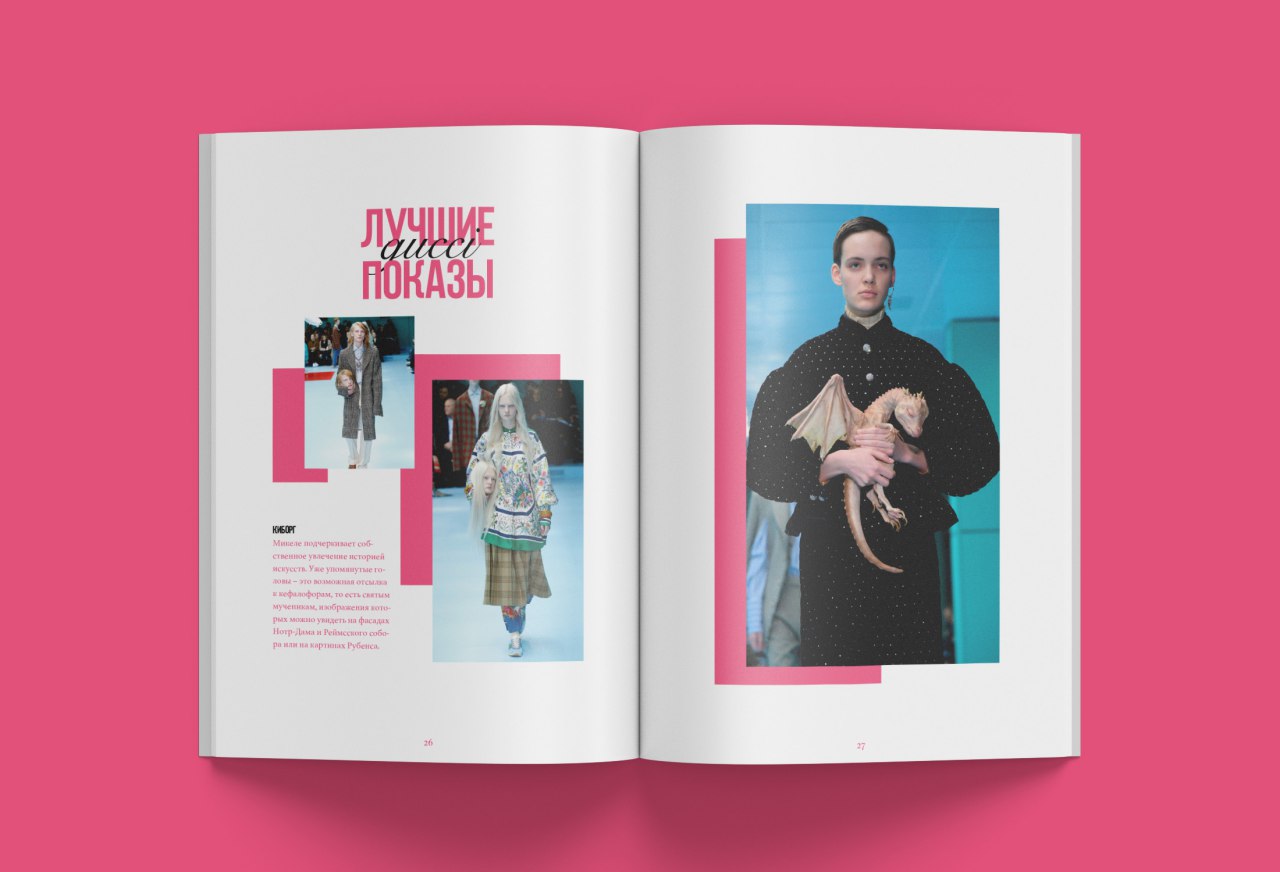 ЛУЧШИЕ
gucci
ПОКАЗЫ
КИБОРГ
Микеле подчеркивает соб-
ственное увлечение историей
искусств. Уже упомянутые го-
ловы – это возможная отсылка
к кефалофорам, то есть святым
мученикам, изображения кото-
рых можно увидеть на фасадах
Нотр-Дама и Реймсского собо-
ра или на картинах Рубенса.
26
27